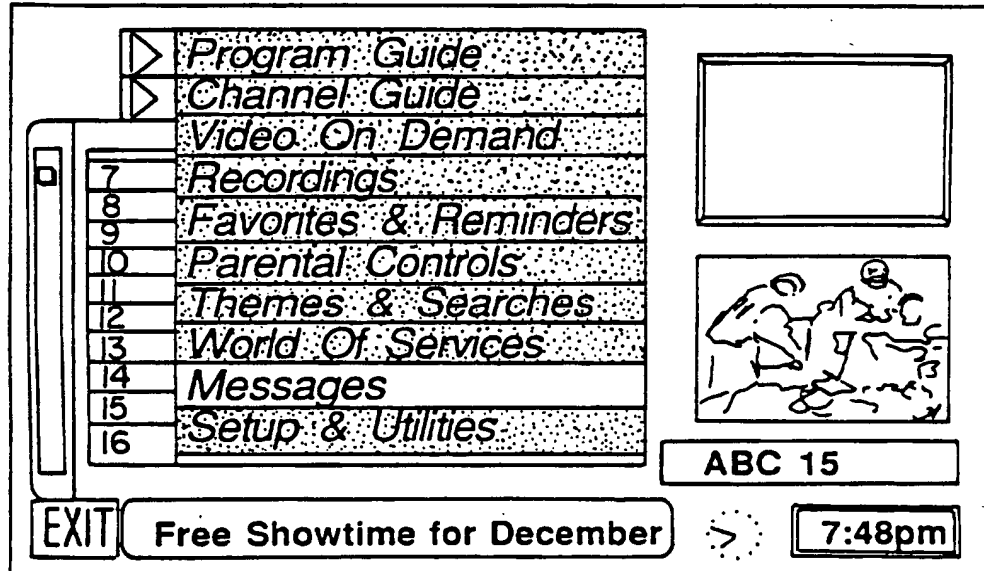 Program Guide
Channel Guide
Video On Demand
7 Recordings
8
Favorites & Reminders
9
10 Parental Controls
11
Themes & Searches
12
13 World Of Services
14 Messages
15
Setup & Utilities
16
ABC 15
EXIT Free Showtime for December 7:48pm